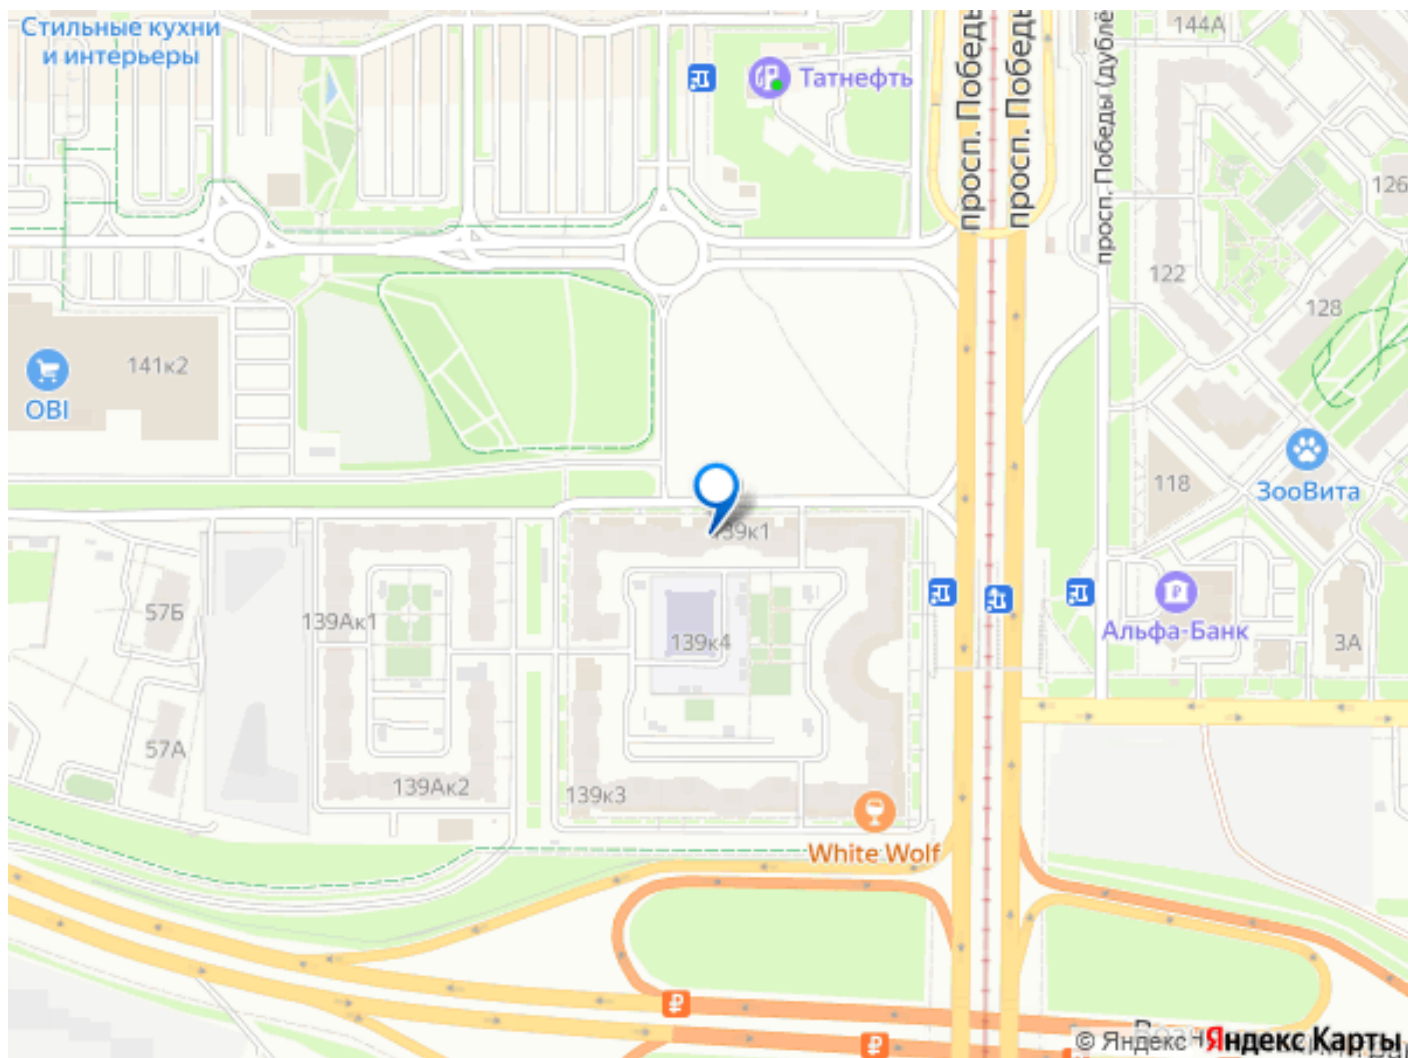 Стильные кухни
и интерьеры
Татнефть
просп. Победы
просп. Победы
просп. Победы (дублё
144А
126
122
128
141к2
OBI
118
ЗооВита
139к1
57Б
139Ак1
139к4
Альфа-Банк
3А
57А
139Ак2
139к3
White Wolf
© Яндекс
Яндекс Карты